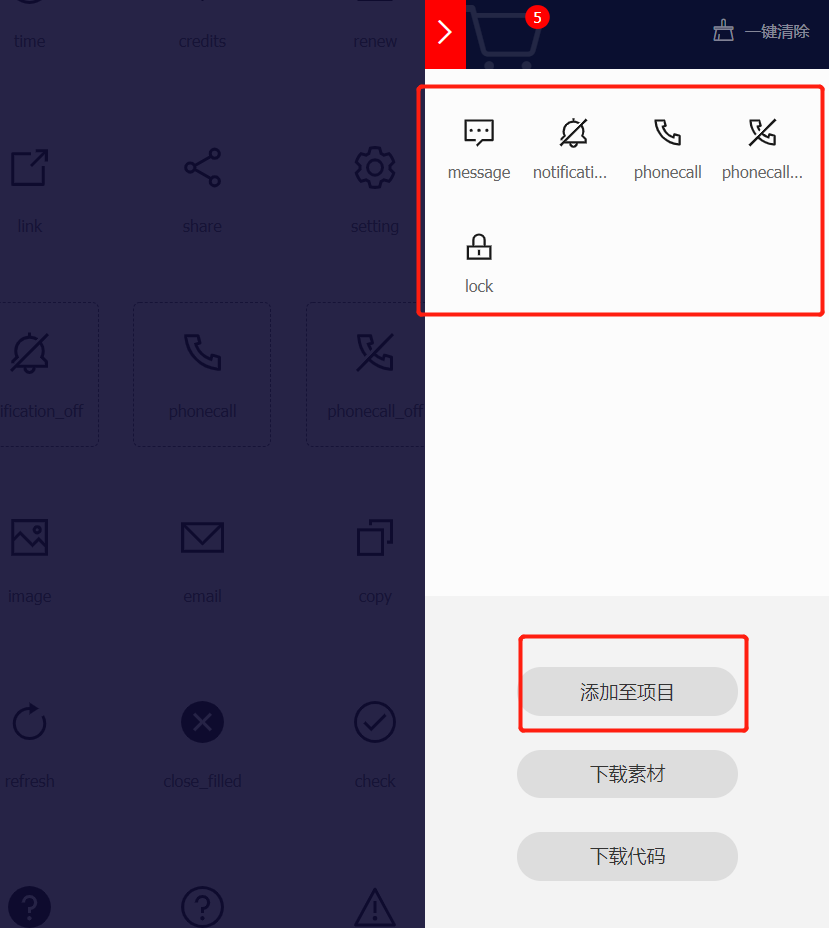 time
credits
renew
5
一键清除
link
share
setting
message
notificati...
phonecall
phonecall...
lock
ification_off
phonecall
phonecall_off
image
email
copy
refresh
close_filled
check
添加至项目
下载素材
下载代码